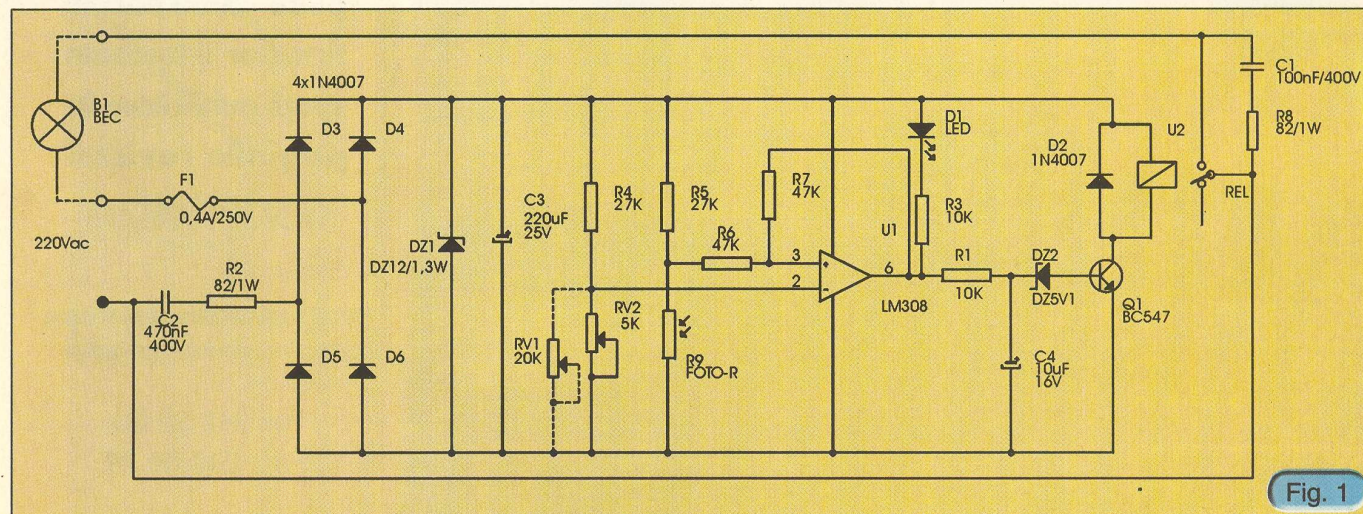 C1
100nF/400V
4x1N4007
B1
BEC
D3
D4
D1
LED
D2
1N4007
U2
R8
82/1W
F1
0,4A/250V
C3
220uF
25V
R4
27K
R5
27K
R7
47K
R3
10K
REL
R6
47K
U1
220Vac
DZ1
DZ12/1,3W
3
+
2
-
6
R1
10K
DZ2
DZ5V1
LM308
Q1
BC547
R2
82/1W
C2
470nF
400V
RV2
5K
RV1
20K
R9
FOTO-R
D5
D6
C4
10uF
16V
Fig. 1